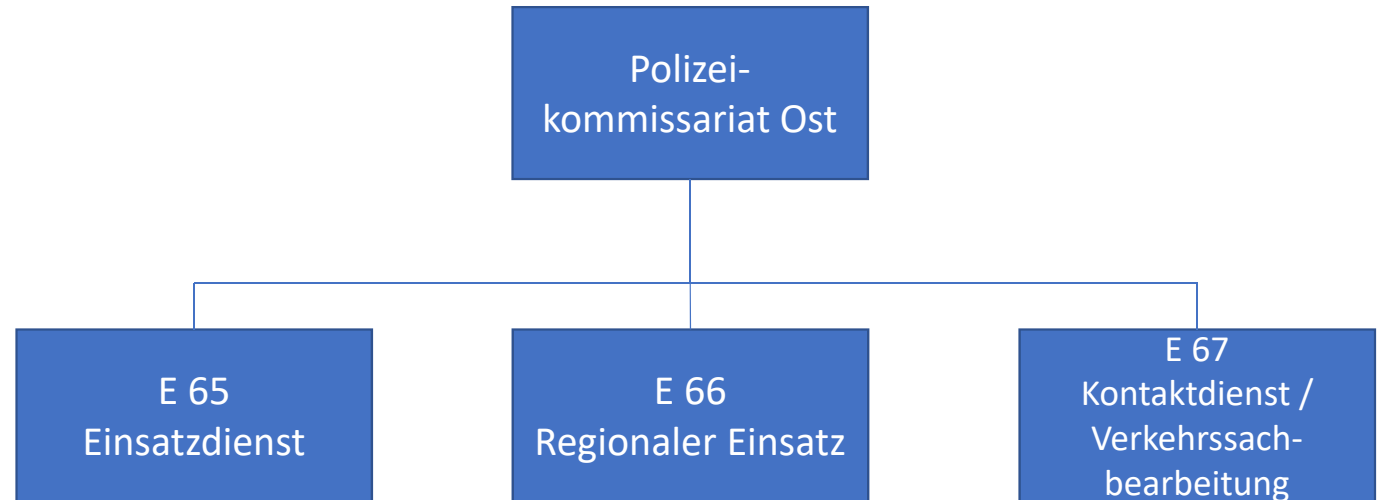 Polizei-
kommissariat Ost
E 65
Einsatzdienst
E 66
Regionaler Einsatz
E 67
Kontaktdienst /
Verkehrssach-
bearbeitung